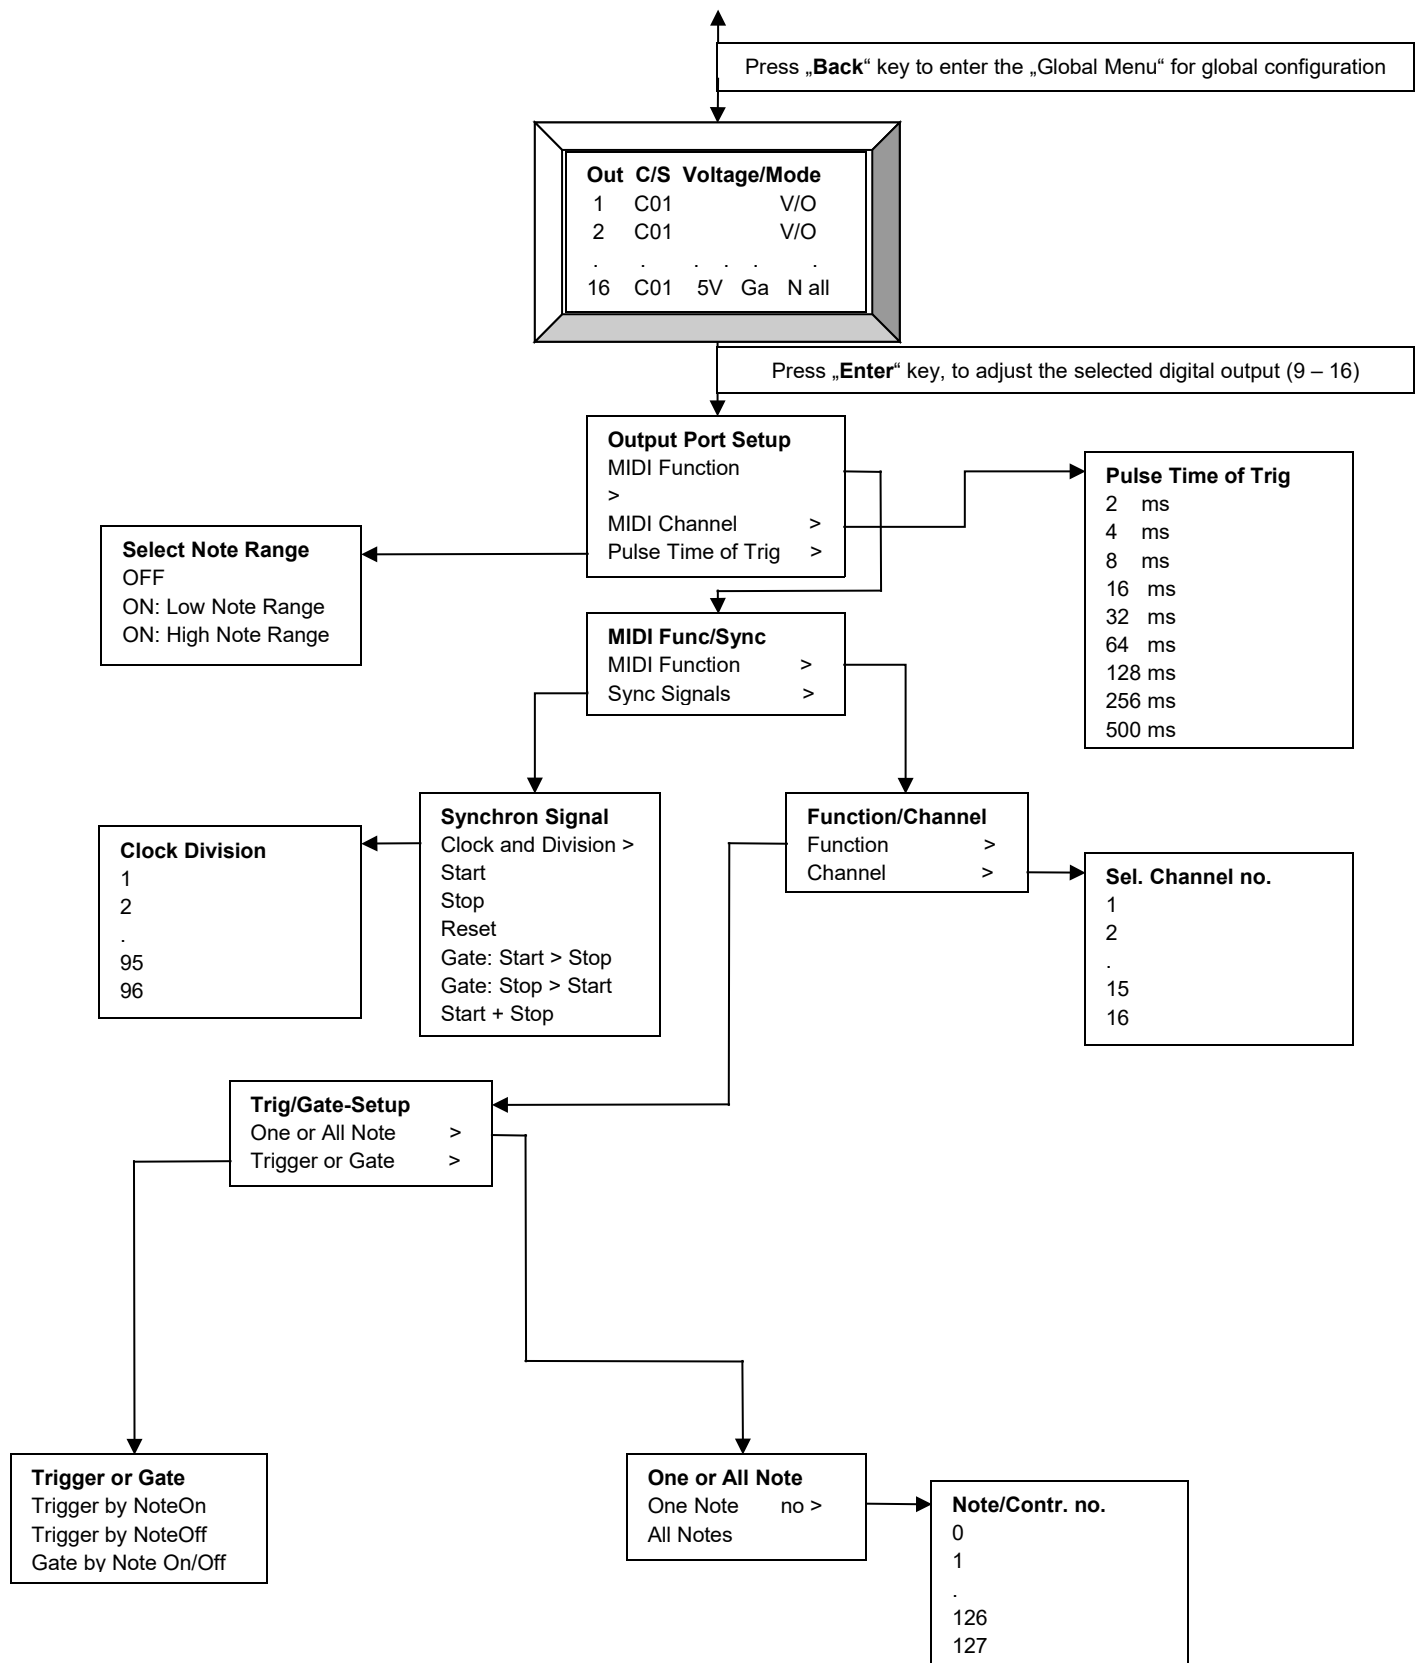 Press „Back“ key to enter the „Global Menu“ for global configuration
Out C/S Voltage/Mode
1 C01 V/O
2 C01 V/O
. . . . . .
16 C01 5V Ga N all
Press „Enter“ key, to adjust the selected digital output (9 – 16)
Output Port Setup
MIDI Function
>
MIDI Channel >
Pulse Time of Trig >
Pulse Time of Trig
2 ms
4 ms
8 ms
16 ms
32 ms
64 ms
128 ms
256 ms
500 ms
Select Note Range
OFF
ON: Low Note Range
ON: High Note Range
MIDI Func/Sync
MIDI Function >
Sync Signals >
Synchron Signal
Clock and Division >
Start
Stop
Reset
Gate: Start > Stop
Gate: Stop > Start
Start + Stop
Function/Channel
Function >
Channel >
Clock Division
1
2
.
95
96
Sel. Channel no.
1
2
.
15
16
Trig/Gate-Setup
One or All Note >
Trigger or Gate >
Trigger or Gate
Trigger by NoteOn
Trigger by NoteOff
Gate by Note On/Off
One or All Note
One Note no >
All Notes
Note/Contr. no.
0
1
.
126
127